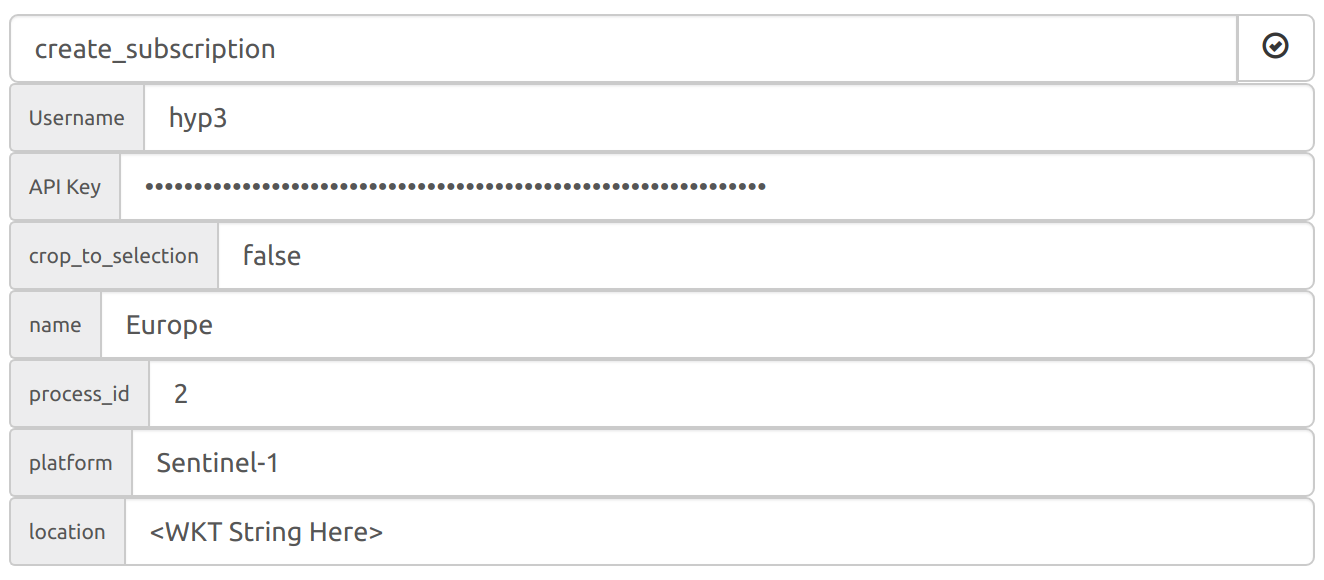 create_subscription
Username hyp3
API Key ••••••••••••••••••••••••••••••••••••••••••••••••••••••••••••••••
crop_to_selection false
name Europe
process_id 2
platform Sentinel-1
location <WKT String Here>